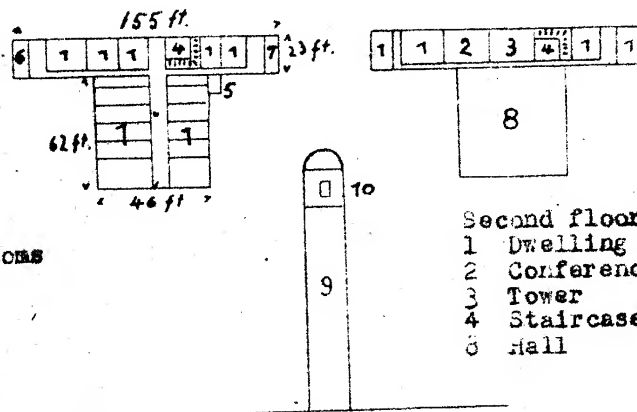 155 ft.
6 1 1 1 4 1 1 7 23 ft.
1 1 2 3 4 1 1
5
62 ft. 1 1
8
46 ft
10
9
oms
Second floor
1 Dwelling
2 Conferenc
3 Tower
4 Staircase
8 Hall